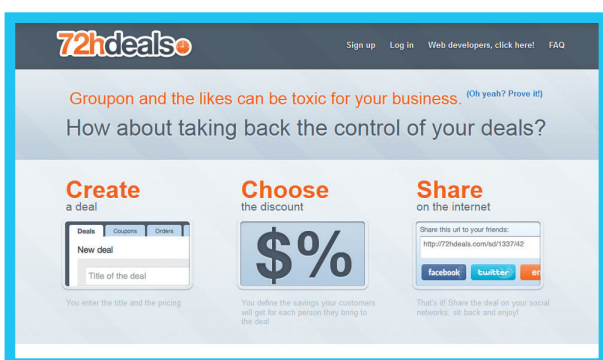 72hdeals
Sign up Log in Web developers, click here! FAQ
Groupon and the likes can be toxic for your business. (Oh yeah? Prove it!)
How about taking back the control of your deals?
Create
a deal
Deals Coupons Orders
New deal
Title of the deal
You enter the title and the pricing
Choose
the discount
$%
You define the savings your customers
will get for each person they bring to
the deal
Share
on the internet
Share this url to your friends:
http://72hdeals.com/sd/1337/42
facebook twitter
That's it! Share the deal on your social
networks, sit back and enjoy!